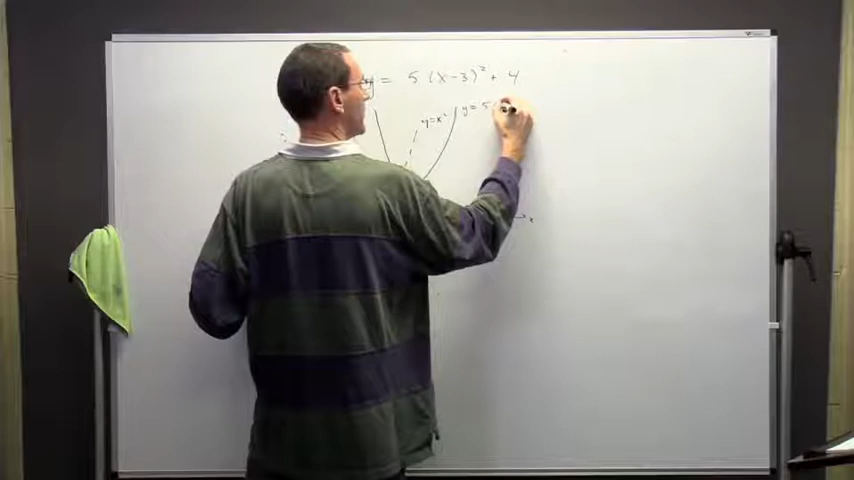 = 5 (x-3)² + 4
y=x² y= 5
x